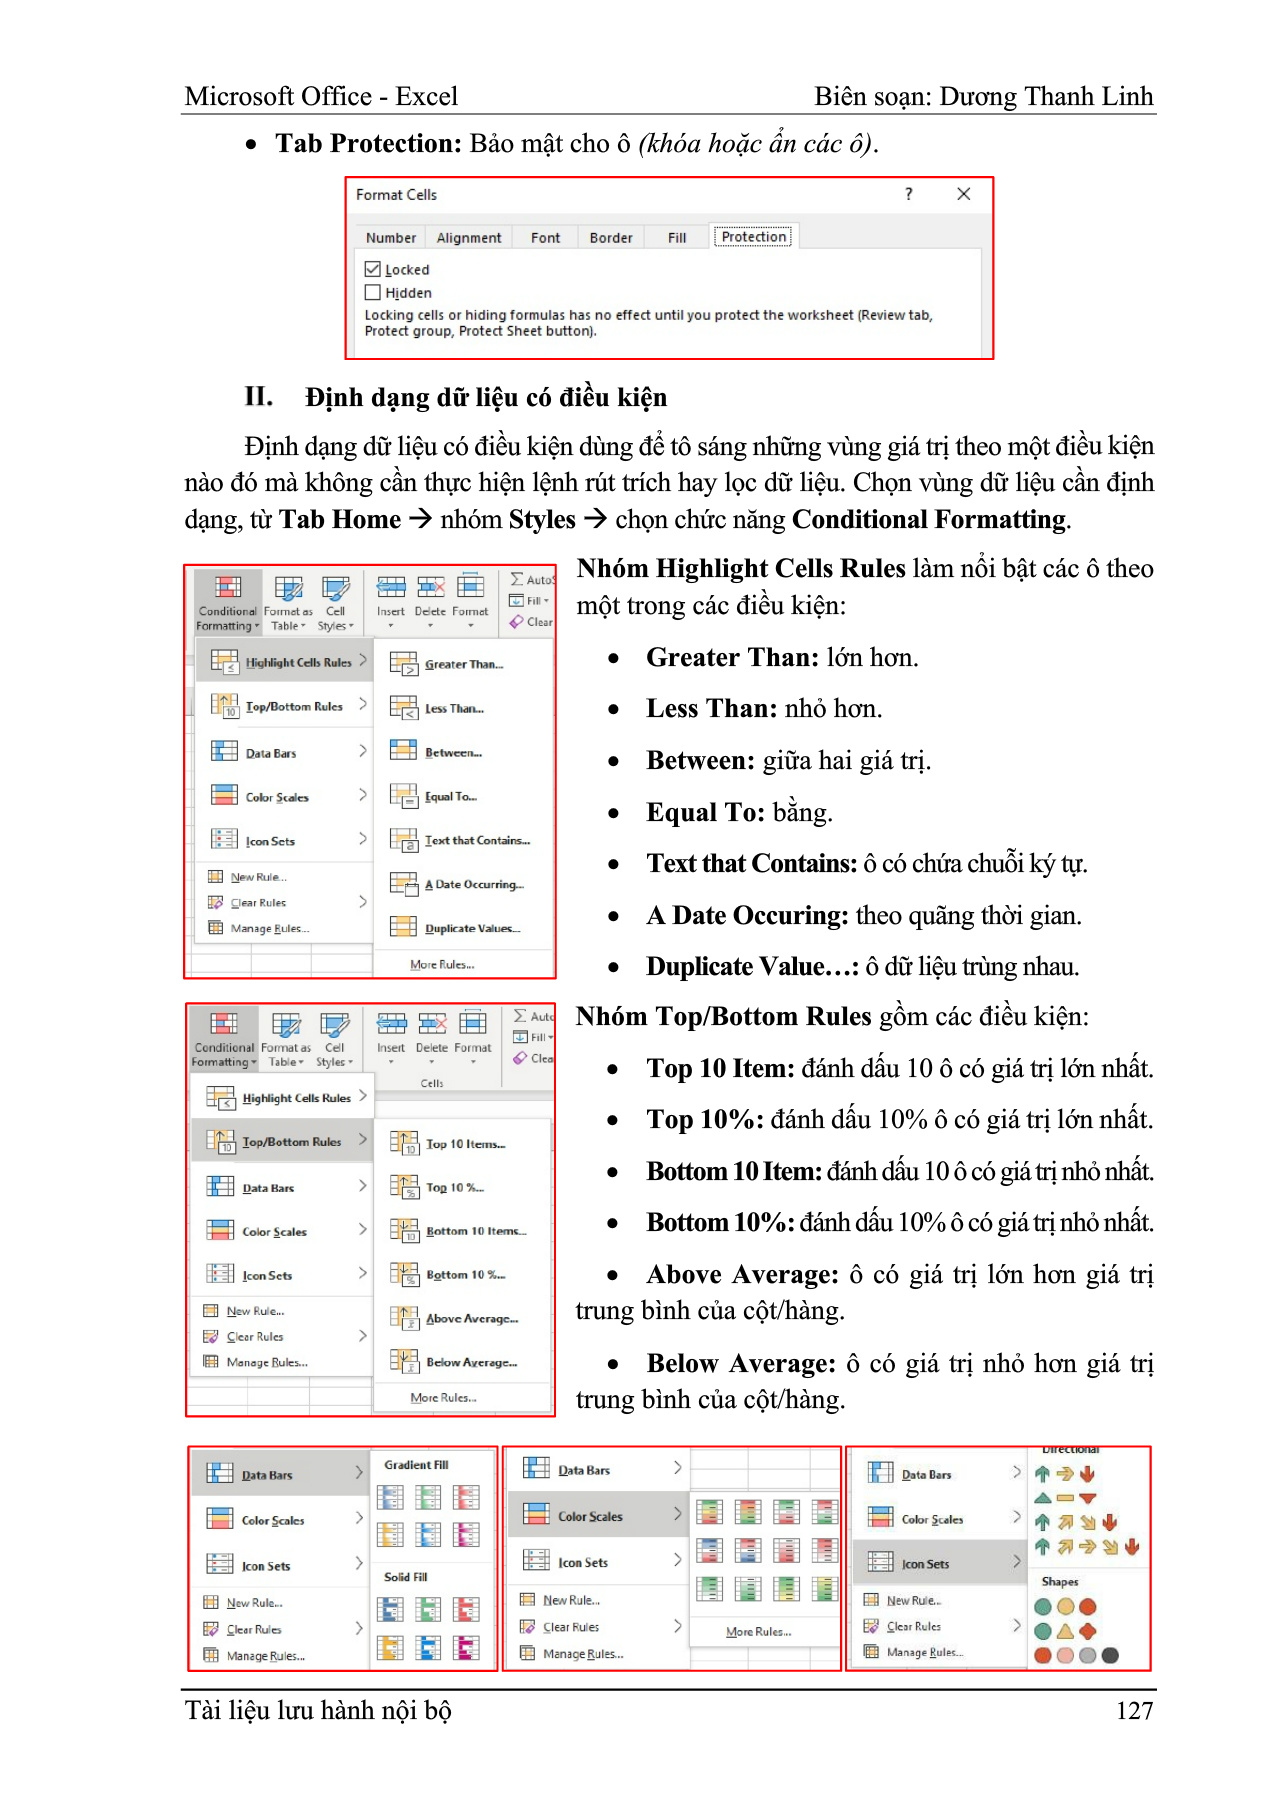 Microsoft Office - Excel
Biên soạn: Dương Thanh Linh
• Tab Protection: Bảo mật cho ô (khóa hoặc ẩn các ô).
Format Cells
? X
Number Alignment Font Border Fill Protection
Locked
Hidden
Locking cells or hiding formulas has no effect until you protect the worksheet (Review tab,
Protect group, Protect Sheet button).
II. Định dạng dữ liệu có điều kiện
Định dạng dữ liệu có điều kiện dùng để tô sáng những vùng giá trị theo một điều kiện
nào đó mà không cần thực hiện lệnh rút trích hay lọc dữ liệu. Chọn vùng dữ liệu cần định
dạng, từ Tab Home → nhóm Styles → chọn chức năng Conditional Formatting.
Conditional Format as Cell Insert Delete Format
Formatting Table Styles
∑ AutoS
Fill
Clear
Highlight Cells Rules
Top/Bottom Rules
Data Bars
Color Scales
Icon Sets
New Rule...
Clear Rules
Manage Rules...
Greater Than...
Less Than...
Between...
Equal To...
Text that Contains...
A Date Occurring...
Duplicate Values...
More Rules...
Nhóm Highlight Cells Rules làm nổi bật các ô theo
một trong các điều kiện:
• Greater Than: lớn hơn.
• Less Than: nhỏ hơn.
• Between: giữa hai giá trị.
• Equal To: bằng.
• Text that Contains: ô có chứa chuỗi ký tự.
• A Date Occuring: theo quãng thời gian.
• Duplicate Value…: ô dữ liệu trùng nhau.
Conditional Format as Cell Insert Delete Format
Formatting Table Styles
Cells
∑ Auto
Fill
Clea
Highlight Cells Rules
Top/Bottom Rules
Data Bars
Color Scales
Icon Sets
New Rule...
Clear Rules
Manage Rules...
Top 10 Items...
Top 10 %...
Bottom 10 Items...
Bottom 10 %...
Above Average...
Below Average...
More Rules...
Nhóm Top/Bottom Rules gồm các điều kiện:
• Top 10 Item: đánh dấu 10 ô có giá trị lớn nhất.
• Top 10%: đánh dấu 10% ô có giá trị lớn nhất.
• Bottom 10 Item: đánh dấu 10 ô có giá trị nhỏ nhất.
• Bottom 10%: đánh dấu 10% ô có giá trị nhỏ nhất.
• Above Average: ô có giá trị lớn hơn giá trị
trung bình của cột/hàng.
• Below Average: ô có giá trị nhỏ hơn giá trị
trung bình của cột/hàng.
Data Bars
Color Scales
Icon Sets
New Rule...
Clear Rules
Manage Rules...
Gradient Fill
Solid Fill
Data Bars
Color Scales
Icon Sets
New Rule...
Clear Rules
Manage Rules...
More Rules...
Data Bars
Color Scales
Icon Sets
New Rule...
Clear Rules
Manage Rules...
Directional
Shapes
Tài liệu lưu hành nội bộ
127